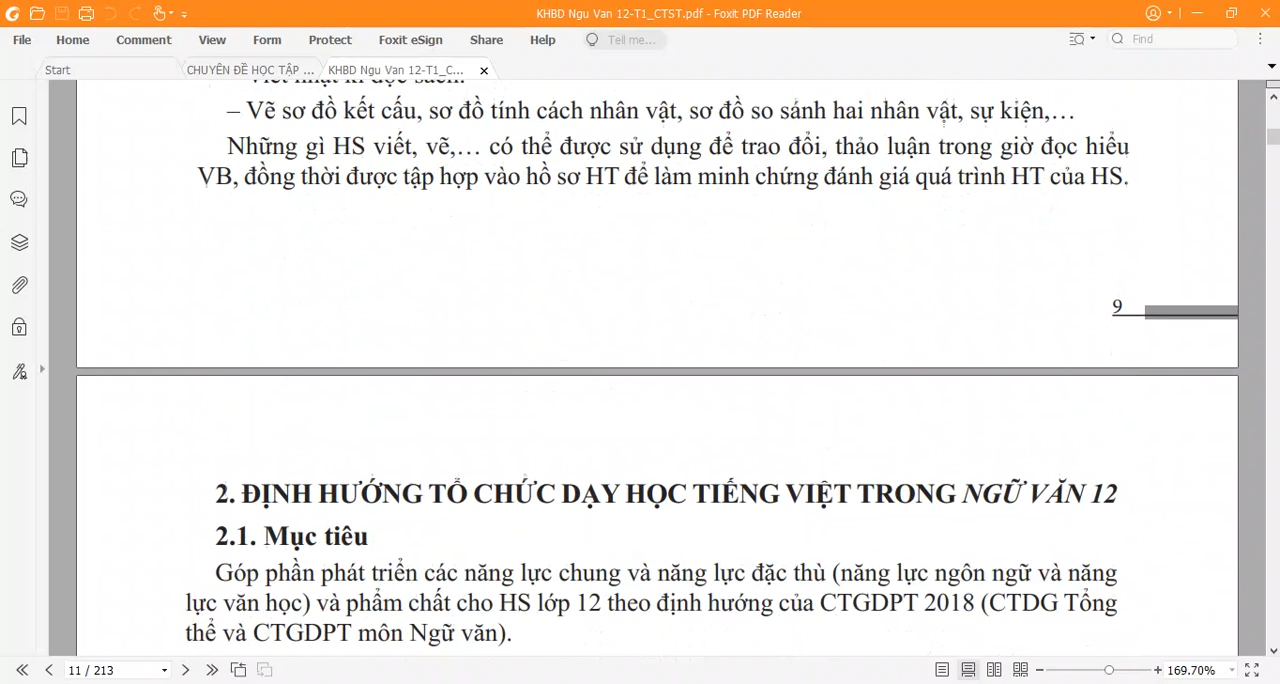 KHBD Ngu Van 12-T1_CTST.pdf - Foxit PDF Reader
File Home Comment View Form Protect Foxit eSign Share Help Tell me... Find
Start CHUYÊN ĐỀ HỌC TẬP ... KHBD Ngu Van 12-T1_C...
– Viết nhật kí đọc sách.
– Vẽ sơ đồ kết cấu, sơ đồ tính cách nhân vật, sơ đồ so sánh hai nhân vật, sự kiện,…
Những gì HS viết, vẽ,… có thể được sử dụng để trao đổi, thảo luận trong giờ đọc hiểu
VB, đồng thời được tập hợp vào hồ sơ HT để làm minh chứng đánh giá quá trình HT của HS.
9
2. ĐỊNH HƯỚNG TỔ CHỨC DẠY HỌC TIẾNG VIỆT TRONG NGỮ VĂN 12
2.1. Mục tiêu
Góp phần phát triển các năng lực chung và năng lực đặc thù (năng lực ngôn ngữ và năng
lực văn học) và phẩm chất cho HS lớp 12 theo định hướng của CTGDPT 2018 (CTDG Tổng
thể và CTGDPT môn Ngữ văn).
11 / 213 169.70%